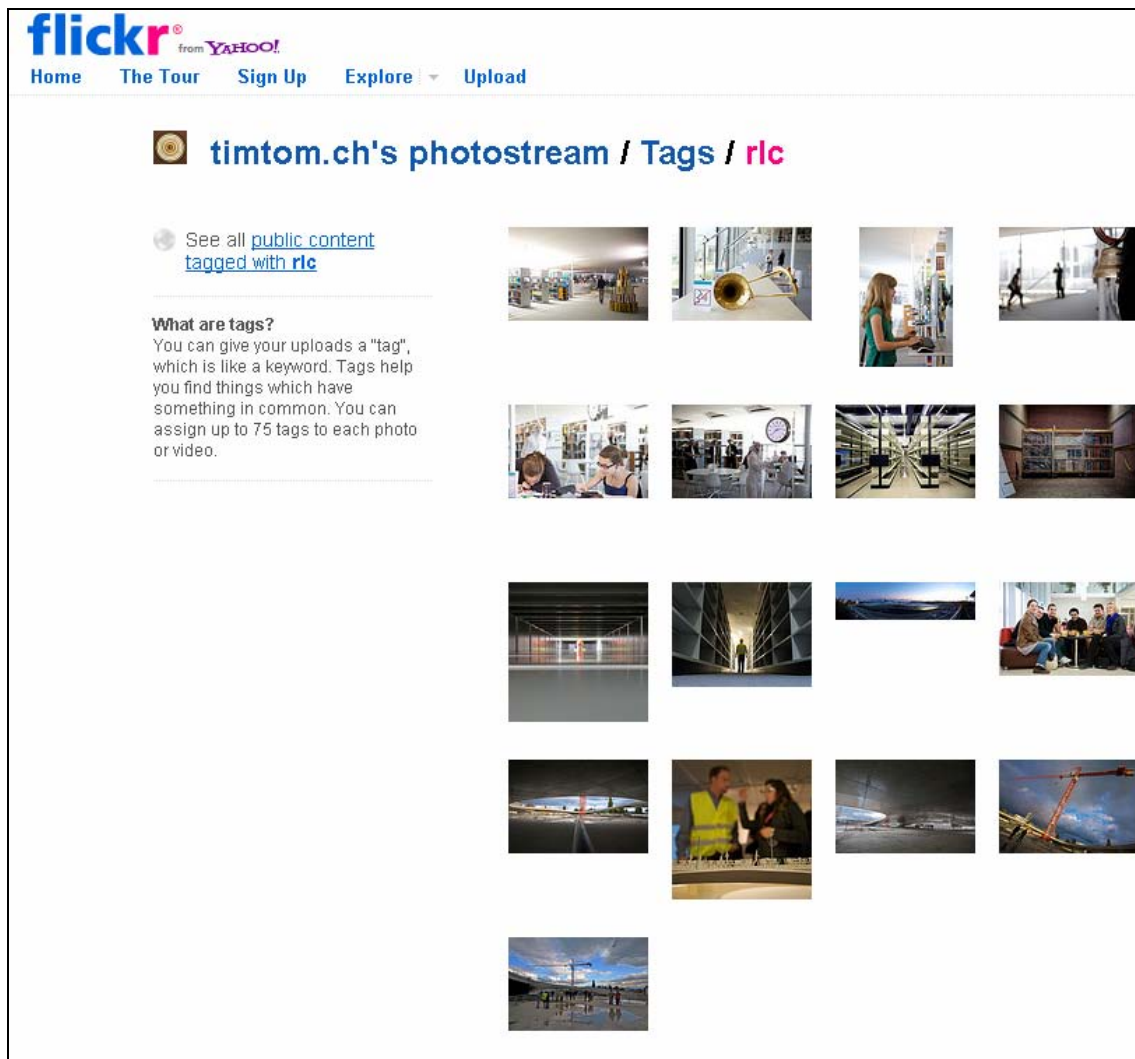 flickr® from YAHOO!
Home The Tour Sign Up Explore Upload
timtom.ch's photostream / Tags / rlc
See all public content
tagged with rlc
What are tags?
You can give your uploads a "tag",
which is like a keyword. Tags help
you find things which have
something in common. You can
assign up to 75 tags to each photo
or video.